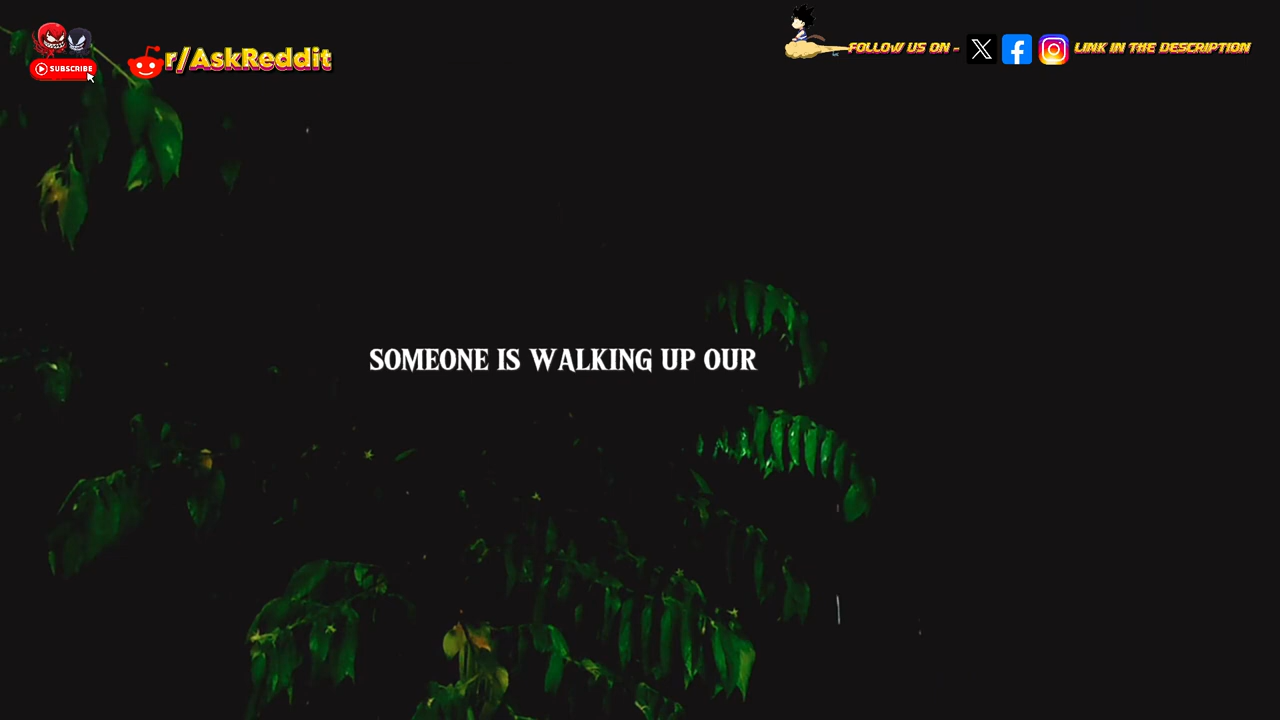 SUBSCRIBE
r/AskReddit
FOLLOW US ON -
LINK IN THE DESCRIPTION
SOMEONE IS WALKING UP OUR